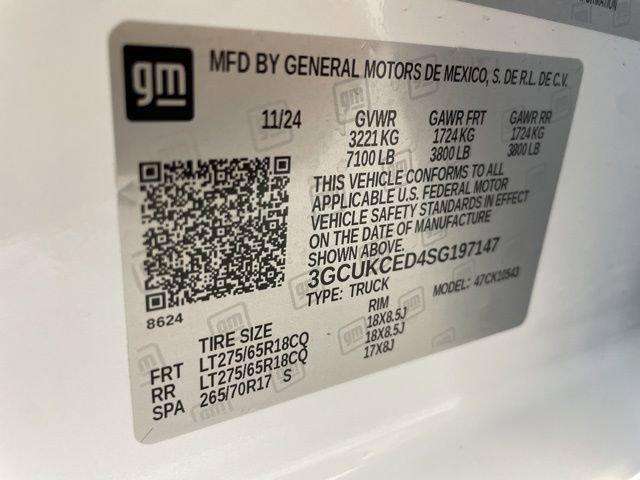 INFORMATION
gm
MFD BY GENERAL MOTORS DE MEXICO, S. DE R.L. DE C.V.
11/24 GVWR GAWR FRT GAWR RR
3221 KG 1724 KG 1724 KG
7100 LB 3800 LB 3800 LB
THIS VEHICLE CONFORMS TO ALL
APPLICABLE U.S. FEDERAL MOTOR
VEHICLE SAFETY STANDARDS IN EFFECT
ON THE DATE OF MANUFACTURE
SHOWN ABOVE.
3GCUKCED4SG197147
TYPE: TRUCK MODEL: 47CK10543
8624
TIRE SIZE RIM
FRT LT275/65R18CQ 18X8.5J
RR LT275/65R18CQ 18X8.5J
SPA 265/70R17 S 17X8J